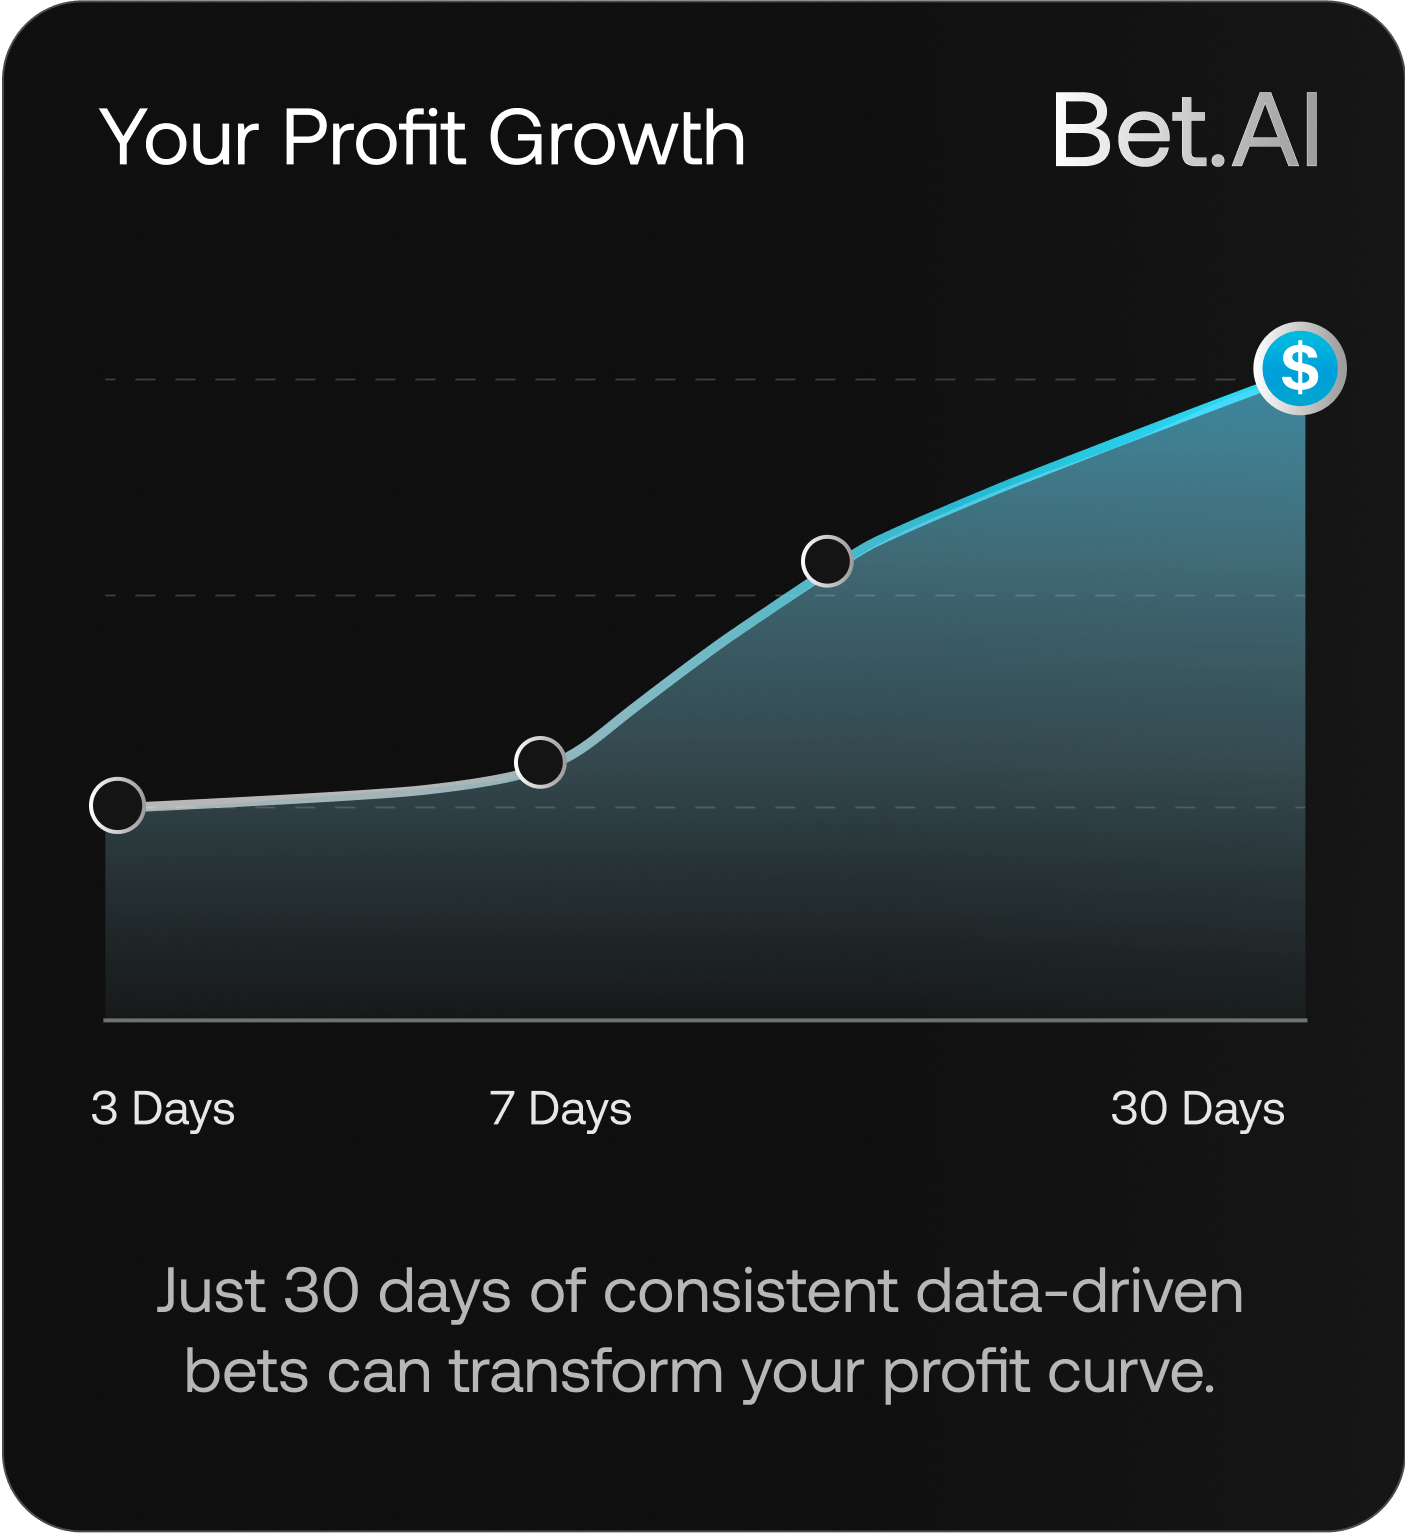 Your Profit Growth
Bet.AI
$
3 Days
7 Days
30 Days
Just 30 days of consistent data-driven
bets can transform your profit curve.